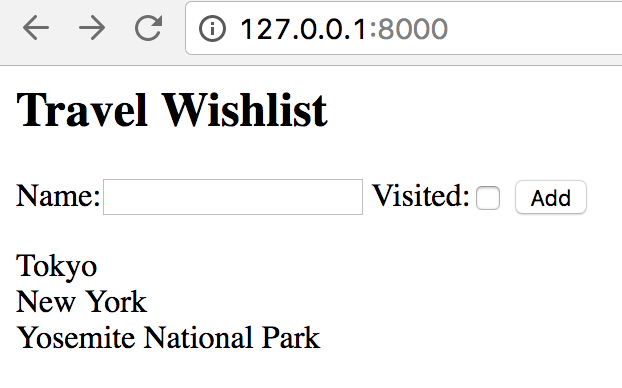 127.0.0.1:8000
Travel Wishlist
Name: Visited: Add
Tokyo
New York
Yosemite National Park